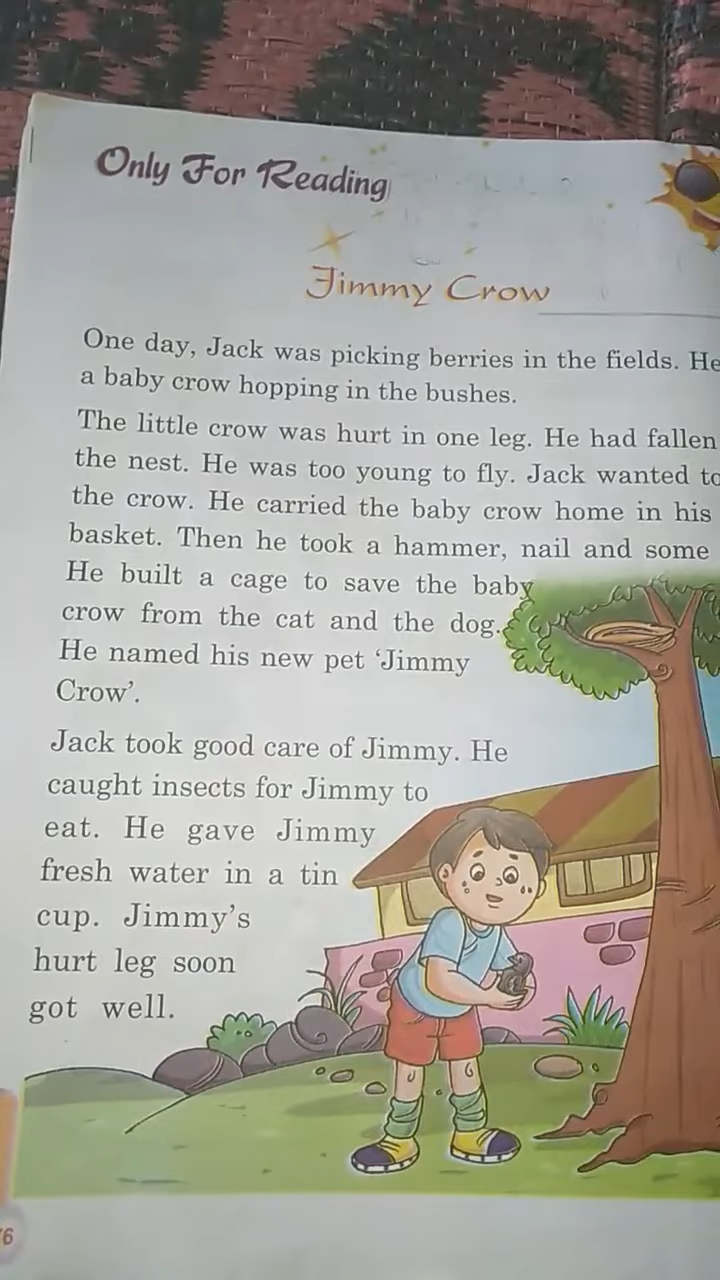 Only For Reading
Jimmy Crow
One day, Jack was picking berries in the fields. He
a baby crow hopping in the bushes.
The little crow was hurt in one leg. He had fallen
the nest. He was too young to fly. Jack wanted to
the crow. He carried the baby crow home in his
basket. Then he took a hammer, nail and some
He built a cage to save the baby
crow from the cat and the dog.
He named his new pet ‘Jimmy
Crow’.
Jack took good care of Jimmy. He
caught insects for Jimmy to
eat. He gave Jimmy
fresh water in a tin
cup. Jimmy’s
hurt leg soon
got well.